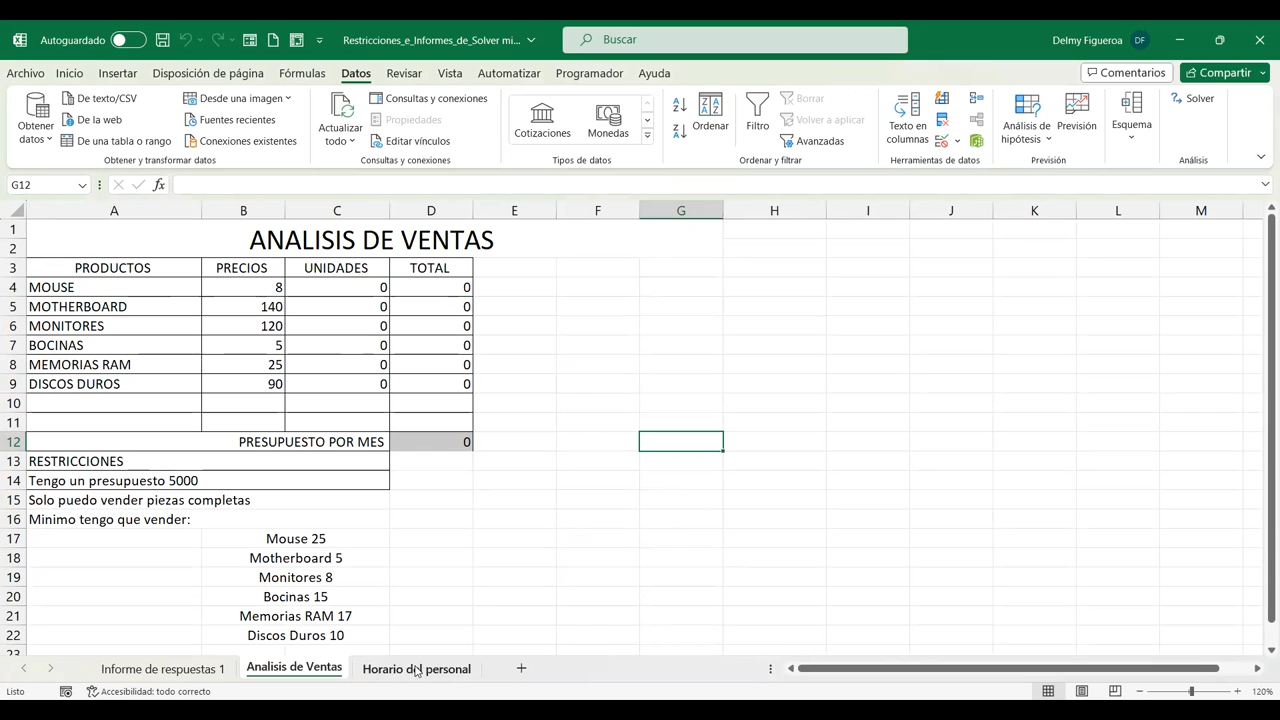 Autoguardado
Restricciones_e_Informes_de_Solver mi...
Buscar
Delmy Figueroa DF
Archivo Inicio Insertar Disposición de página Fórmulas Datos Revisar Vista Automatizar Programador Ayuda
Comentarios Compartir
Obtener datos
De texto/CSV
De la web
De una tabla o rango
Desde una imagen
Fuentes recientes
Conexiones existentes
Obtener y transformar datos
Actualizar todo
Consultas y conexiones
Propiedades
Editar vínculos
Consultas y conexiones
Cotizaciones Monedas
Tipos de datos
Ordenar
Filtro
Borrar
Volver a aplicar
Avanzadas
Ordenar y filtrar
Texto en columnas
Herramientas de datos
Análisis de hipótesis
Previsión
Previsión
Esquema
Solver
Análisis
G12 fx
A B C D E F G H I J K L M
1
2 ANALISIS DE VENTAS
3 PRODUCTOS PRECIOS UNIDADES TOTAL
4 MOUSE 8 0 0
5 MOTHERBOARD 140 0 0
6 MONITORES 120 0 0
7 BOCINAS 5 0 0
8 MEMORIAS RAM 25 0 0
9 DISCOS DUROS 90 0 0
10
11
12 PRESUPUESTO POR MES 0
13 RESTRICCIONES
14 Tengo un presupuesto 5000
15 Solo puedo vender piezas completas
16 Minimo tengo que vender:
17 Mouse 25
18 Motherboard 5
19 Monitores 8
20 Bocinas 15
21 Memorias RAM 17
22 Discos Duros 10
23
Informe de respuestas 1 Analisis de Ventas Horario del personal
Listo Accesibilidad: todo correcto 120%